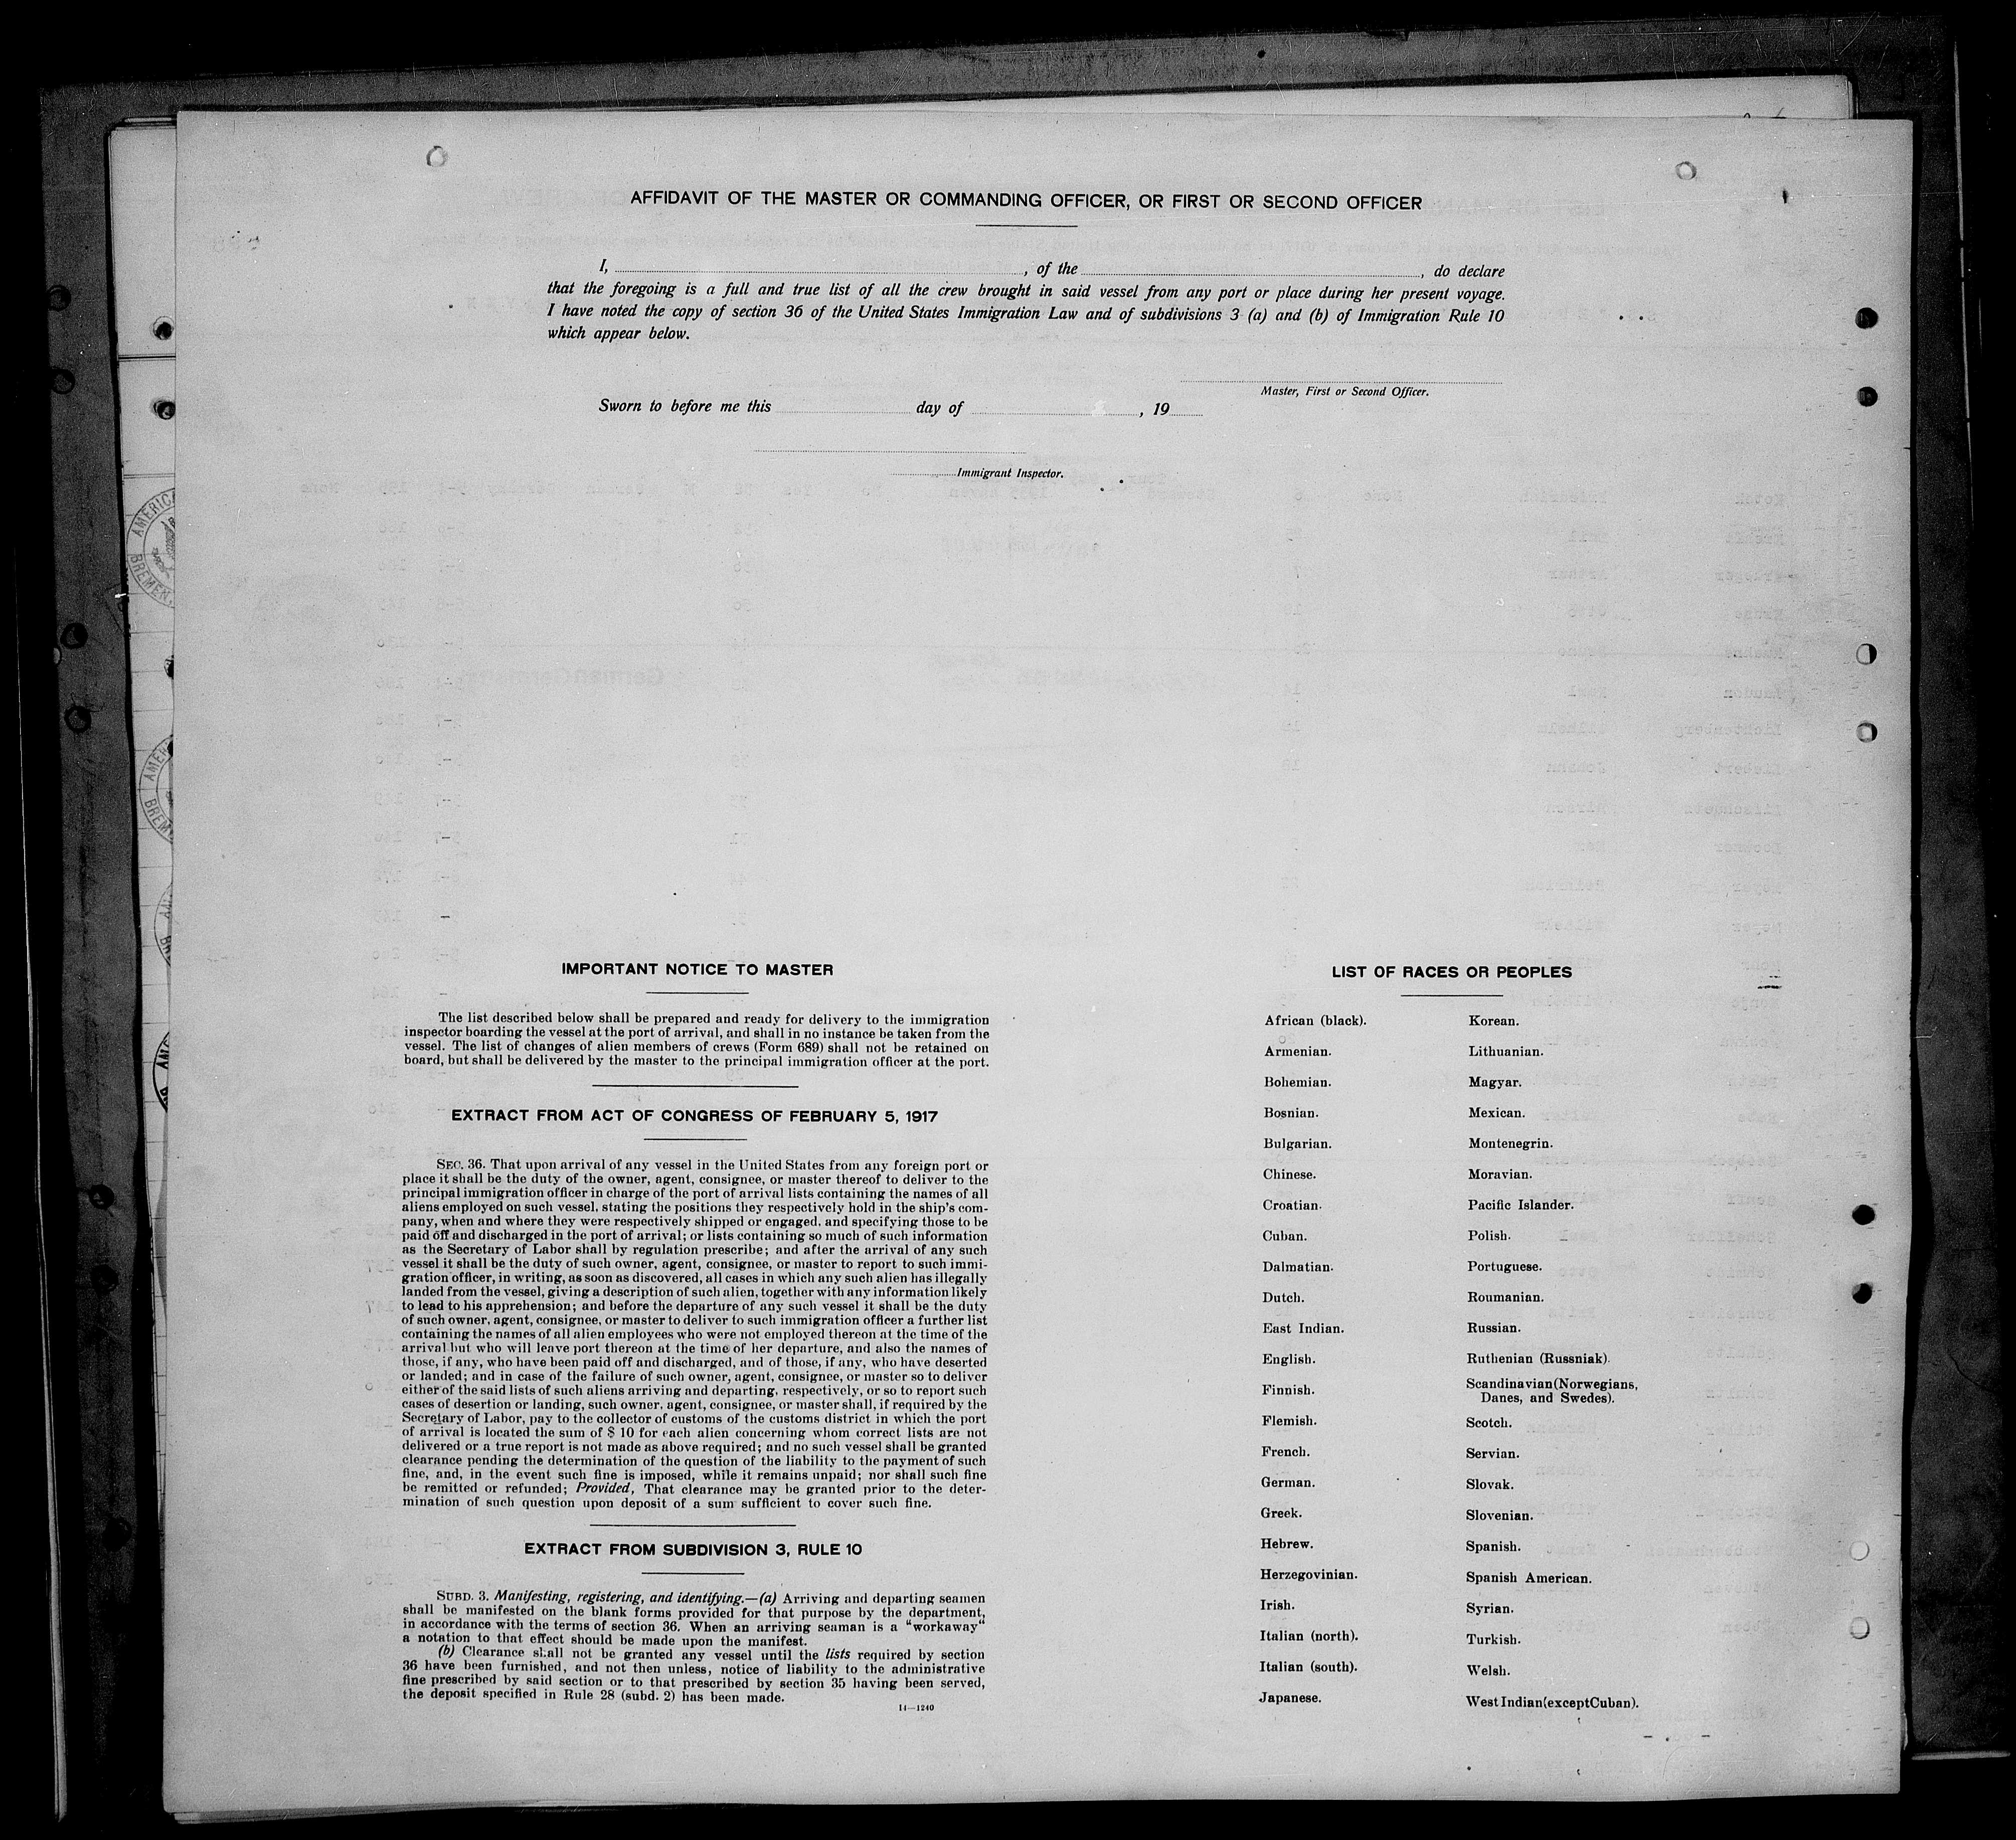 AFFIDAVIT OF THE MASTER OR COMMANDING OFFICER, OR FIRST OR SECOND OFFICER
I, , of the , do declare
that the foregoing is a full and true list of all the crew brought in said vessel from any port or place during her present voyage.
I have noted the copy of section 36 of the United States Immigration Law and of subdivisions 3 (a) and (b) of Immigration Rule 10
which appear below.
Master, First or Second Officer.
Sworn to before me this day of , 19
Immigrant Inspector.
IMPORTANT NOTICE TO MASTER
The list described below shall be prepared and ready for delivery to the immigration
inspector boarding the vessel at the port of arrival, and shall in no instance be taken from the
vessel. The list of changes of alien members of crews (Form 689) shall not be retained on
board, but shall be delivered by the master to the principal immigration officer at the port.
EXTRACT FROM ACT OF CONGRESS OF FEBRUARY 5, 1917
SEC. 36. That upon arrival of any vessel in the United States from any foreign port or
place it shall be the duty of the owner, agent, consignee, or master thereof to deliver to the
principal immigration officer in charge of the port of arrival lists containing the names of all
aliens employed on such vessel, stating the positions they respectively hold in the ship's com-
pany, when and where they were respectively shipped or engaged, and specifying those to be
paid off and discharged in the port of arrival; or lists containing so much of such information
as the Secretary of Labor shall by regulation prescribe; and after the arrival of any such
vessel it shall be the duty of such owner, agent, consignee, or master to report to such immi-
gration officer, in writing, as soon as discovered, all cases in which any such alien has illegally
landed from the vessel, giving a description of such alien, together with any information likely
to lead to his apprehension; and before the departure of any such vessel it shall be the duty
of such owner, agent, consignee, or master to deliver to such immigration officer a further list
containing the names of all alien employees who were not employed thereon at the time of the
arrival but who will leave port thereon at the time of her departure, and also the names of
those, if any, who have been paid off and discharged, and of those, if any, who have deserted
or landed; and in case of the failure of such owner, agent, consignee, or master so to deliver
either of the said lists of such aliens arriving and departing, respectively, or so to report such
cases of desertion or landing, such owner, agent, consignee, or master shall, if required by the
Secretary of Labor, pay to the collector of customs of the customs district in which the port
of arrival is located the sum of $ 10 for each alien concerning whom correct lists are not
delivered or a true report is not made as above required; and no such vessel shall be granted
clearance pending the determination of the question of the liability to the payment of such
fine, and, in the event such fine is imposed, while it remains unpaid; nor shall such fine
be remitted or refunded; Provided, That clearance may be granted prior to the deter-
mination of such question upon deposit of a sum sufficient to cover such fine.
EXTRACT FROM SUBDIVISION 3, RULE 10
SUBD. 3. Manifesting, registering, and identifying.—(a) Arriving and departing seamen
shall be manifested on the blank forms provided for that purpose by the department,
in accordance with the terms of section 36. When an arriving seaman is a "workaway"
a notation to that effect should be made upon the manifest.
(b) Clearance shall not be granted any vessel until the lists required by section
36 have been furnished, and not then unless, notice of liability to the administrative
fine prescribed by said section or to that prescribed by section 35 having been served,
the deposit specified in Rule 28 (subd. 2) has been made.
14—1240
LIST OF RACES OR PEOPLES
African (black).
Armenian.
Bohemian.
Bosnian.
Bulgarian.
Chinese.
Croatian.
Cuban.
Dalmatian.
Dutch.
East Indian.
English.
Finnish.
Flemish.
French.
German.
Greek.
Hebrew.
Herzegovinian.
Irish.
Italian (north).
Italian (south).
Japanese.
Korean.
Lithuanian.
Magyar.
Mexican.
Montenegrin.
Moravian.
Pacific Islander.
Polish.
Portuguese.
Roumanian.
Russian.
Ruthenian (Russniak).
Scandinavian (Norwegians,
Danes, and Swedes).
Scotch.
Servian.
Slovak.
Slovenian.
Spanish.
Spanish American.
Syrian.
Turkish.
Welsh.
West Indian (except Cuban).